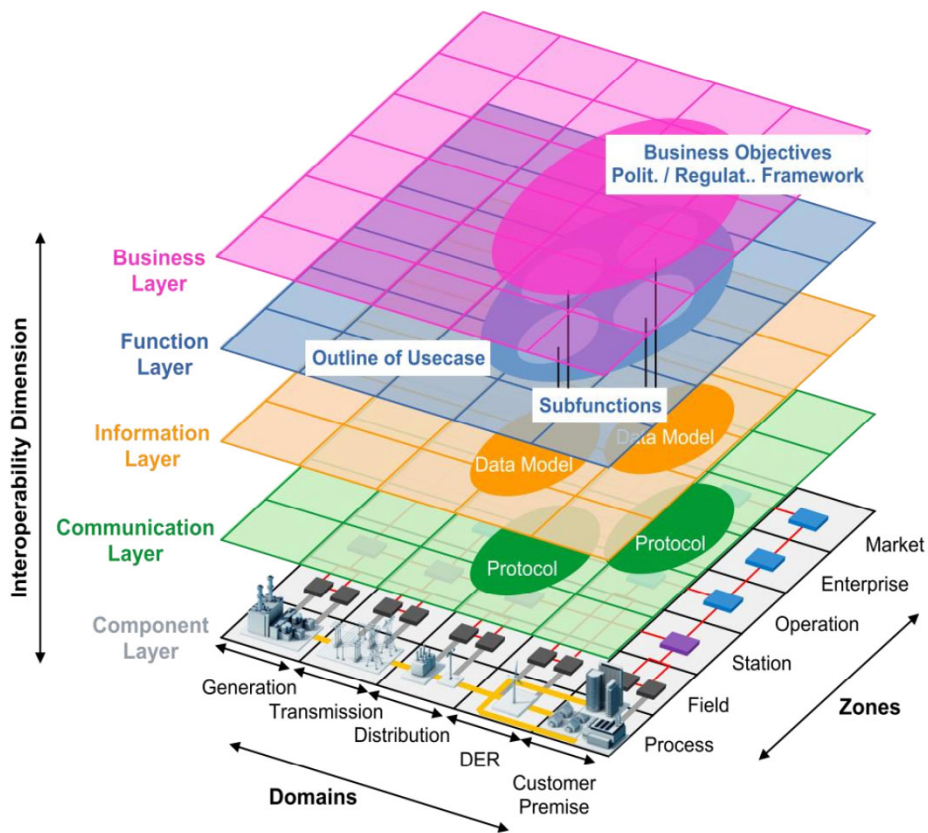 Business Objectives
Polit. / Regulat.. Framework
Business
Layer
Function
Layer
Outline of Usecase
Subfunctions
Information
Layer
Data Model
Data Model
Communication
Layer
Protocol
Protocol
Component
Layer
Interoperability Dimension
Generation
Transmission
Distribution
DER
Customer
Premise
Domains
Market
Enterprise
Operation
Station
Field
Process
Zones